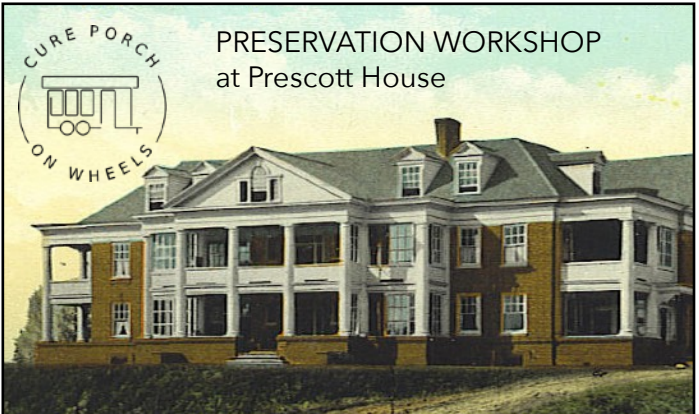 CURE PORCH
ON WHEELS
PRESERVATION WORKSHOP
at Prescott House